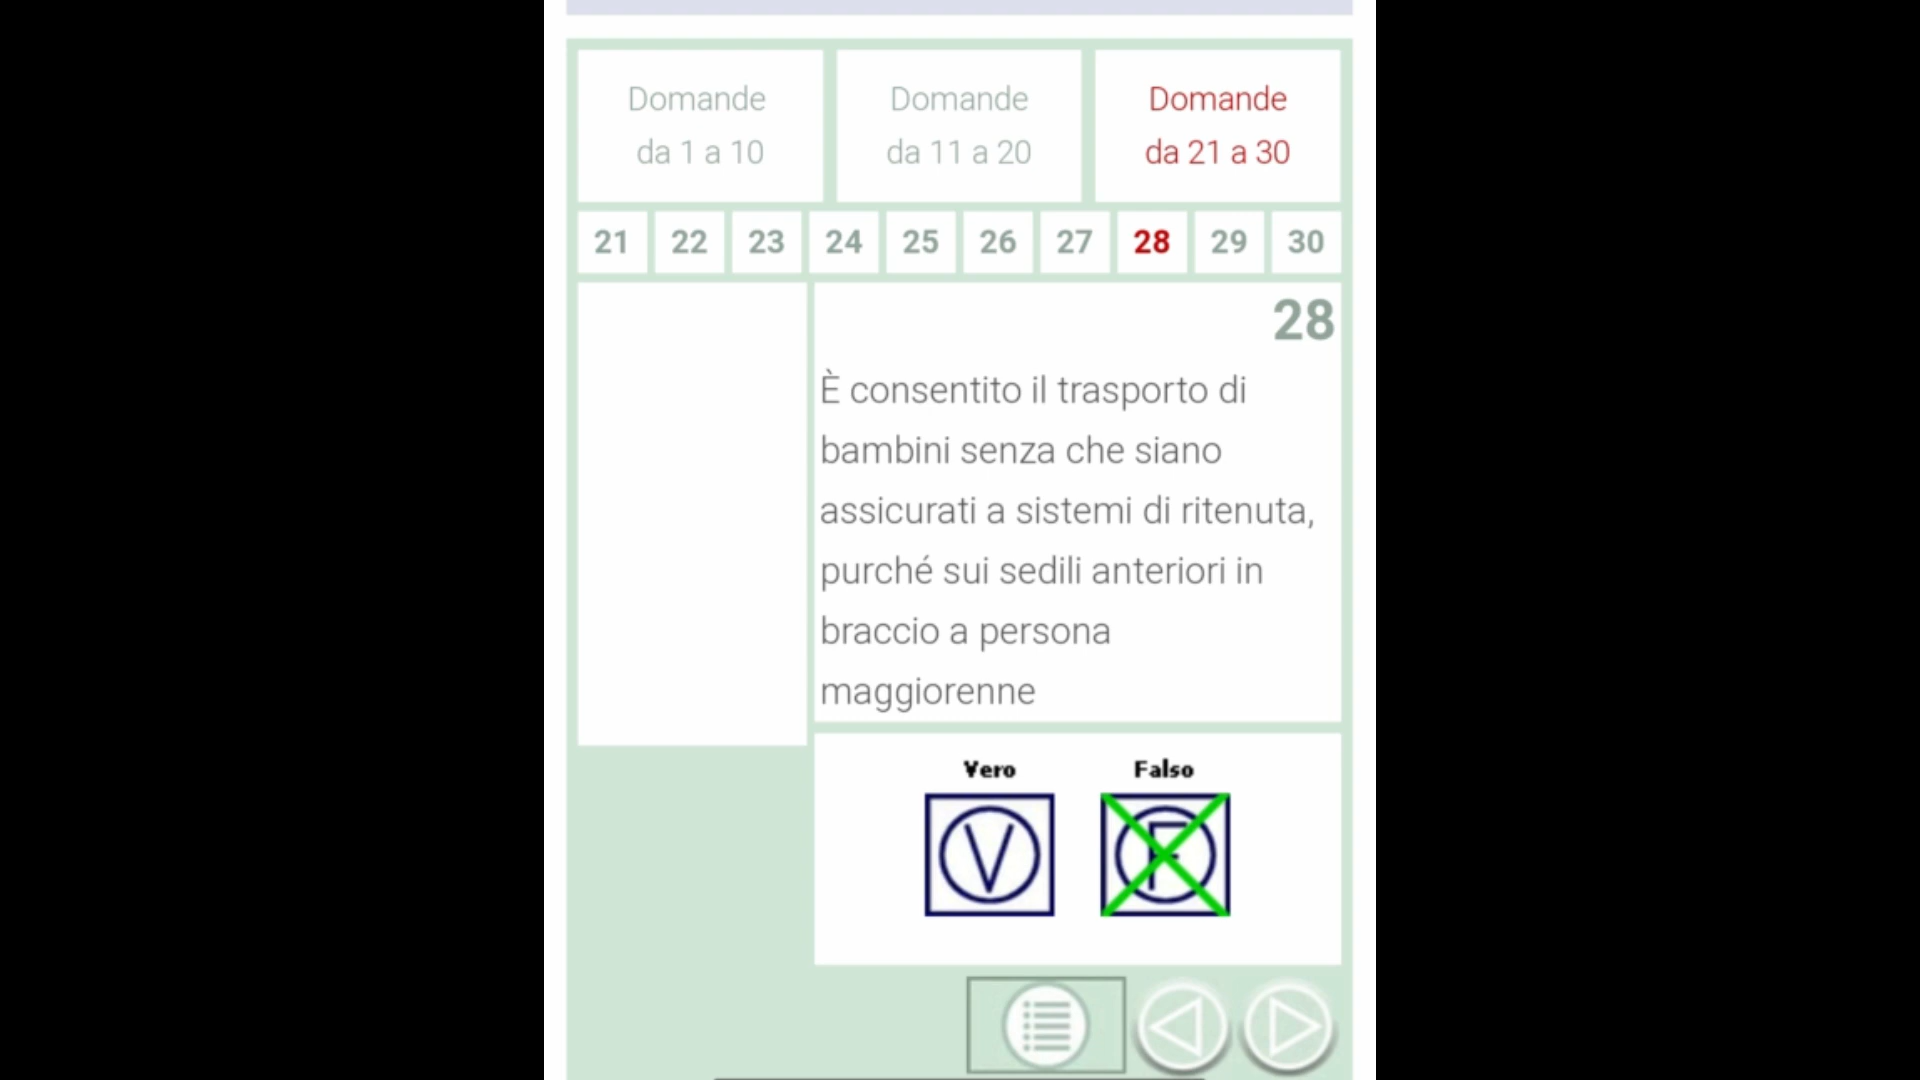 Domande
da 1 a 10
Domande
da 11 a 20
Domande
da 21 a 30
21 22 23 24 25 26 27 28 29 30
28
È consentito il trasporto di
bambini senza che siano
assicurati a sistemi di ritenuta,
purché sui sedili anteriori in
braccio a persona
maggiorenne
Vero Falso
V F